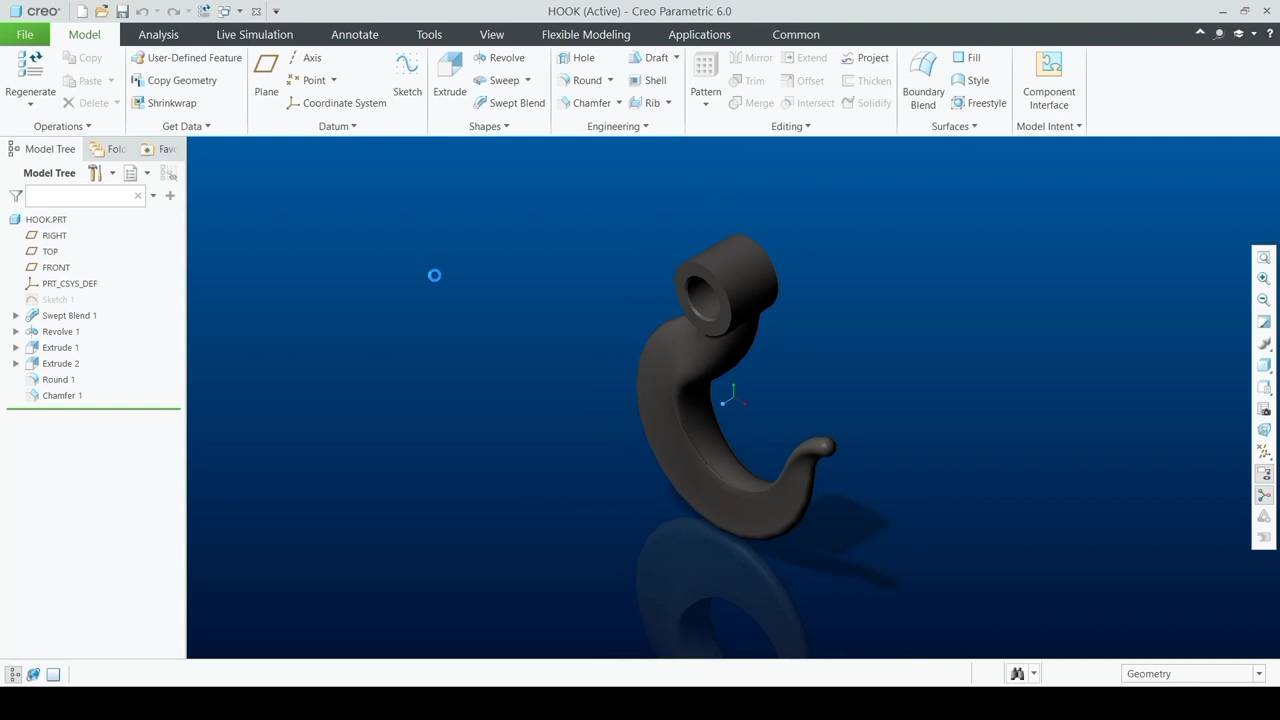 creo
HOOK (Active) - Creo Parametric 6.0
File Model Analysis Live Simulation Annotate Tools View Flexible Modeling Applications Common
Regenerate
Copy
Paste
Delete
Operations
User-Defined Feature
Copy Geometry
Shrinkwrap
Get Data
Plane
Axis
Point
Coordinate System
Sketch
Datum
Extrude
Revolve
Sweep
Swept Blend
Shapes
Hole
Round
Chamfer
Draft
Shell
Rib
Engineering
Pattern
Mirror
Trim
Merge
Extend
Offset
Intersect
Project
Thicken
Solidify
Editing
Boundary
Blend
Fill
Style
Freestyle
Surfaces
Component
Interface
Model Intent
Model Tree Fol Fav
Model Tree
HOOK.PRT
RIGHT
TOP
FRONT
PRT_CSYS_DEF
Sketch 1
Swept Blend 1
Revolve 1
Extrude 1
Extrude 2
Round 1
Chamfer 1
Geometry